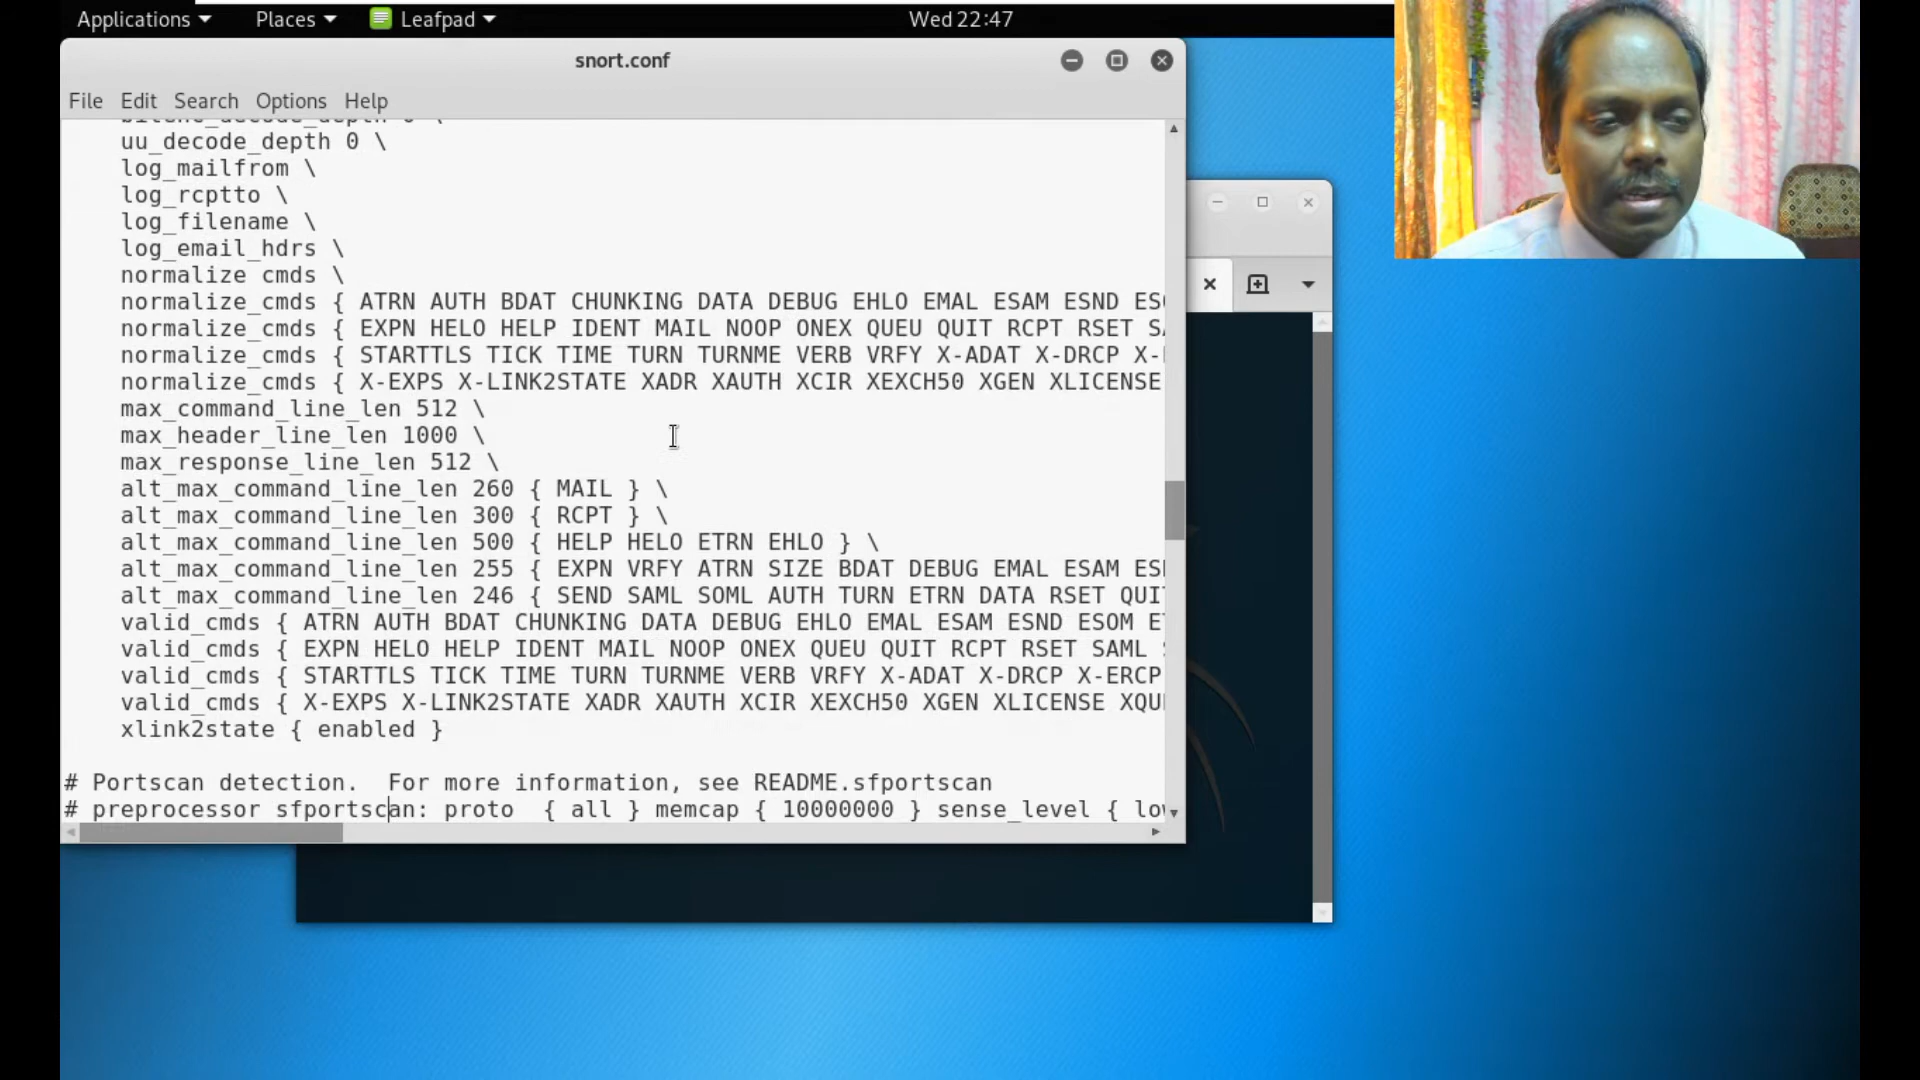 Applications Places Leafpad Wed 22:47
snort.conf
File Edit Search Options Help
uu_decode_depth 0 \
log_mailfrom \
log_rcptto \
log_filename \
log_email_hdrs \
normalize cmds \
normalize_cmds { ATRN AUTH BDAT CHUNKING DATA DEBUG EHLO EMAL ESAM ESND
normalize_cmds { EXPN HELO HELP IDENT MAIL NOOP ONEX QUEU QUIT RCPT RSET
normalize_cmds { STARTTLS TICK TIME TURN TURNME VERB VRFY X-ADAT X-DRCP
normalize_cmds { X-EXPS X-LINK2STATE XADR XAUTH XCIR XEXCH50 XGEN XLICENSE
max_command_line_len 512 \
max_header_line_len 1000 \
max_response_line_len 512 \
alt_max_command_line_len 260 { MAIL } \
alt_max_command_line_len 300 { RCPT } \
alt_max_command_line_len 500 { HELP HELO ETRN EHLO } \
alt_max_command_line_len 255 { EXPN VRFY ATRN SIZE BDAT DEBUG EMAL ESAM
alt_max_command_line_len 246 { SEND SAML SOML AUTH TURN ETRN DATA RSET
valid_cmds { ATRN AUTH BDAT CHUNKING DATA DEBUG EHLO EMAL ESAM ESND ESOM
valid_cmds { EXPN HELO HELP IDENT MAIL NOOP ONEX QUEU QUIT RCPT RSET SAML
valid_cmds { STARTTLS TICK TIME TURN TURNME VERB VRFY X-ADAT X-DRCP X-ERCP
valid_cmds { X-EXPS X-LINK2STATE XADR XAUTH XCIR XEXCH50 XGEN XLICENSE
xlink2state { enabled }
# Portscan detection. For more information, see README.sfportscan
# preprocessor sfportscan: proto { all } memcap { 10000000 } sense_level {